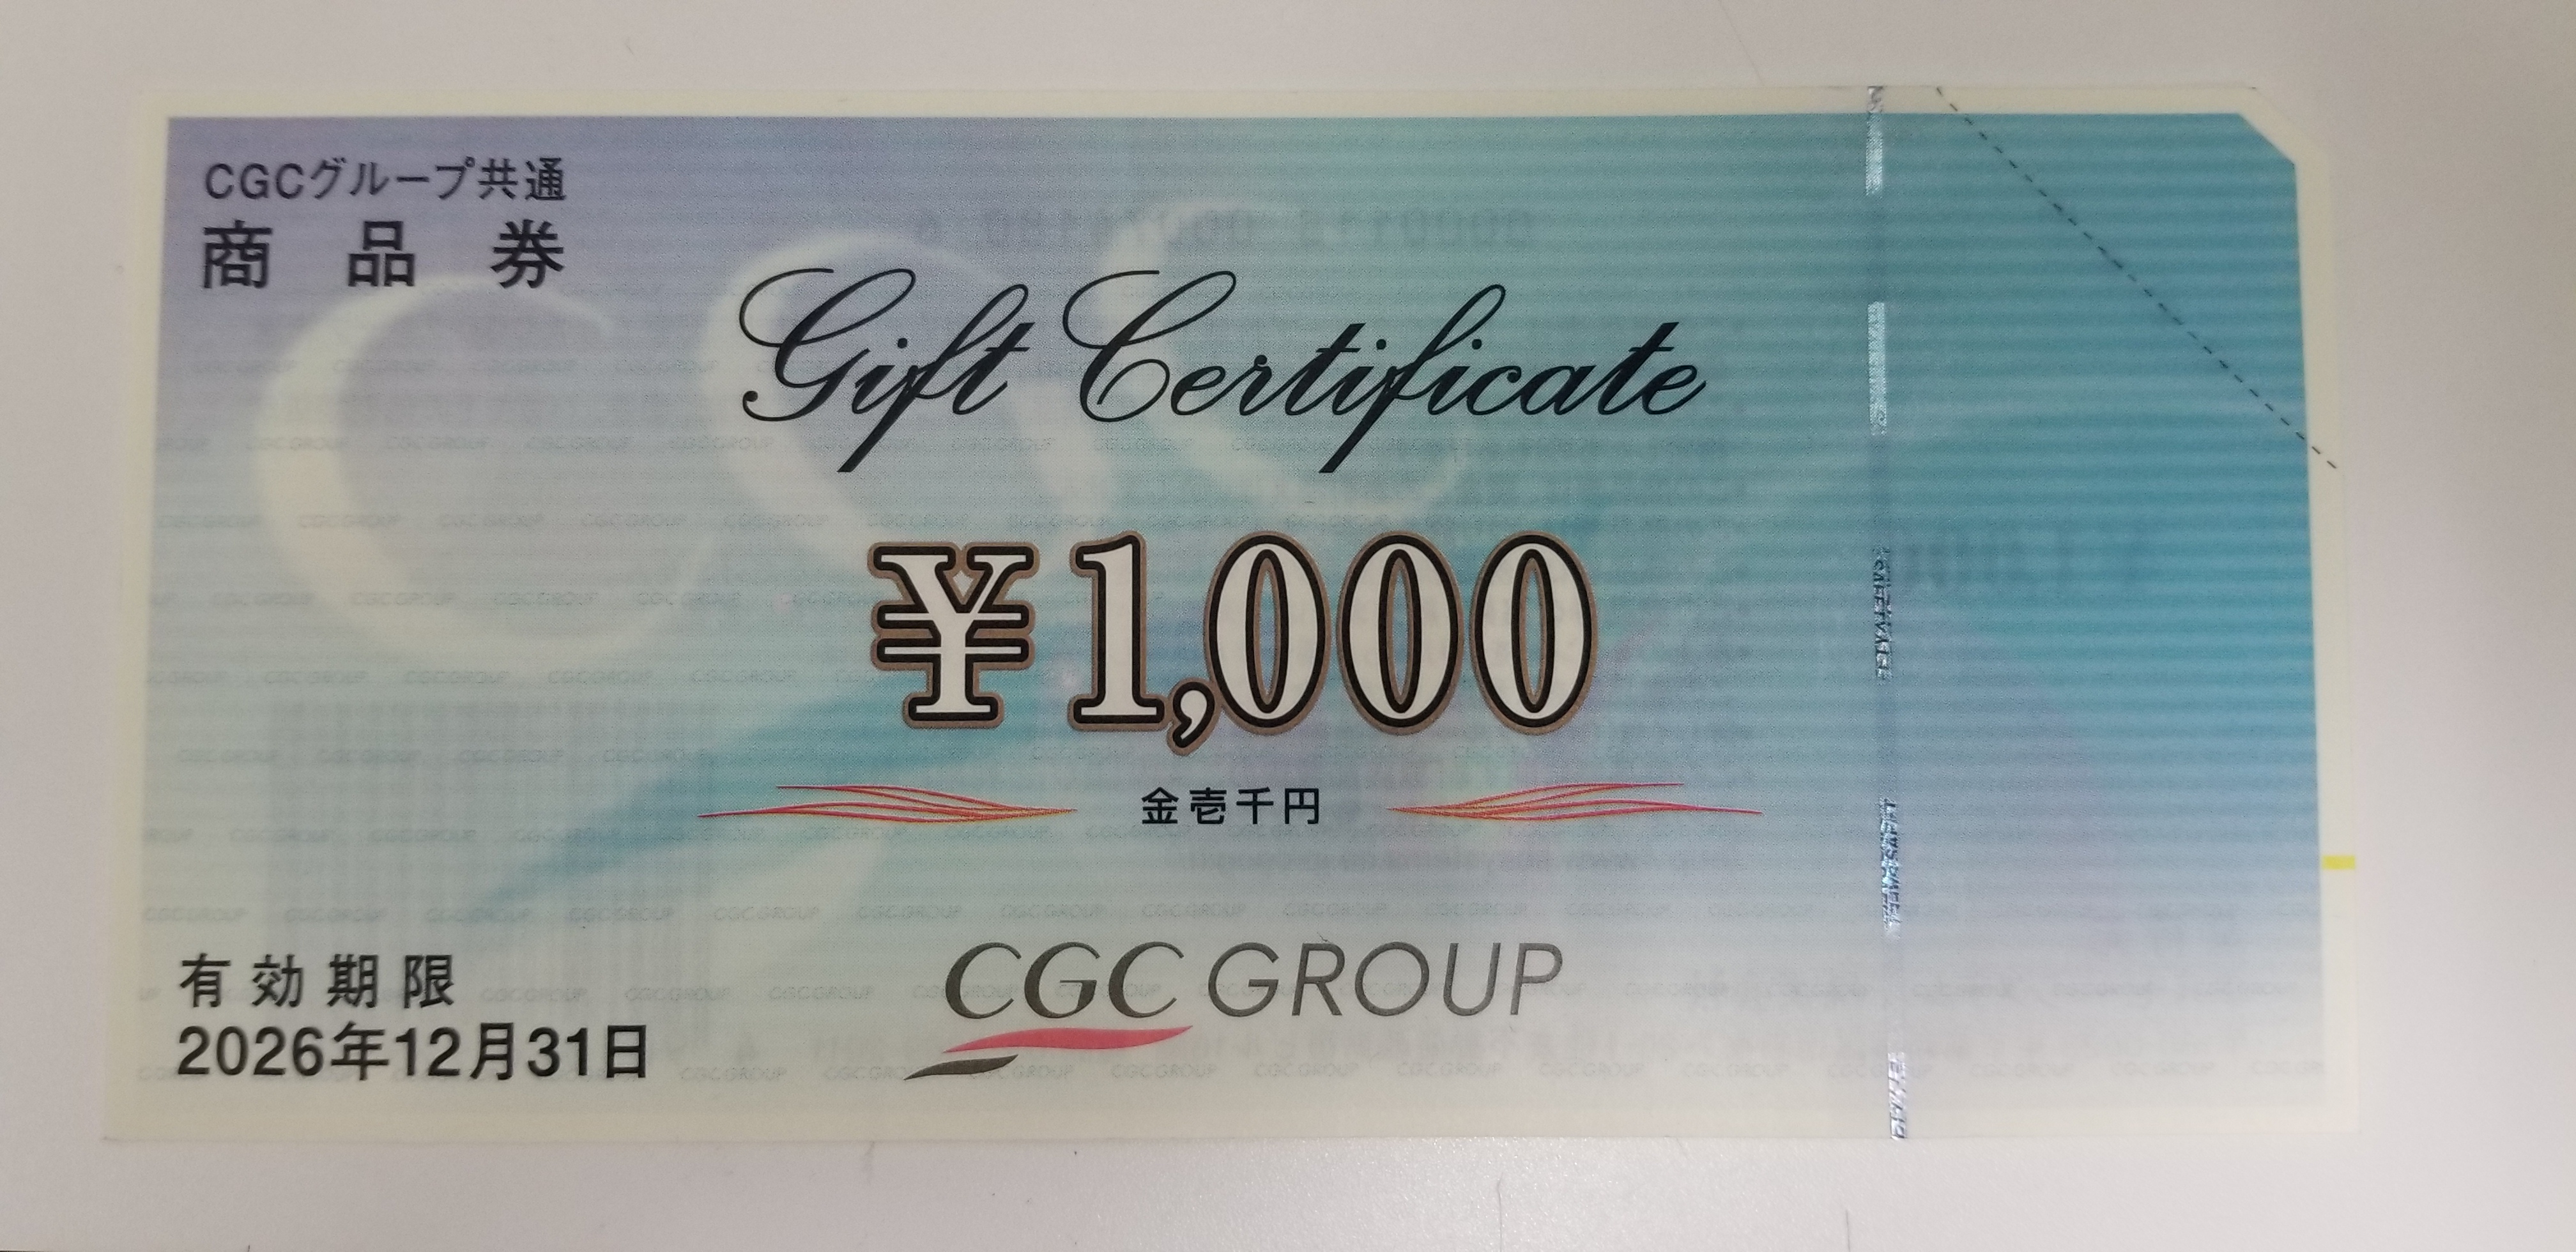 CGCグループ共通
商品券
Gift Certificate
¥1,000
金壱千円
有効期限
2026年12月31日
CGC GROUP